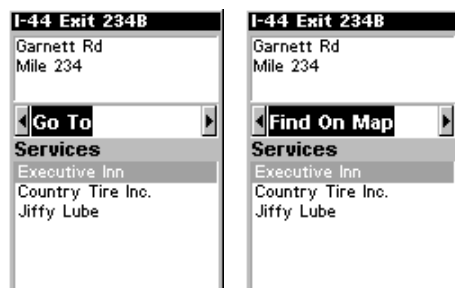 I-44 Exit 234B
Garnett Rd
Mile 234
Go To
Services
Executive Inn
Country Tire Inc.
Jiffy Lube
I-44 Exit 234B
Garnett Rd
Mile 234
Find On Map
Services
Executive Inn
Country Tire Inc.
Jiffy Lube